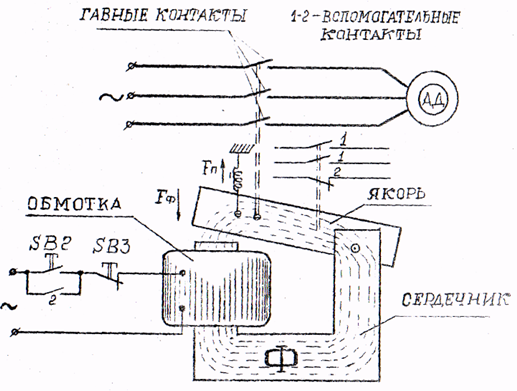 ГАВНЫЕ КОНТАКТЫ
1-2-ВСПОМОГАТЕЛЬНЫЕ
КОНТАКТЫ
~
АД
1
1
2
Fп
Fф
ЯКОРЬ
ОБМОТКА
SB2
SB3
2
~
СЕРДЕЧНИК